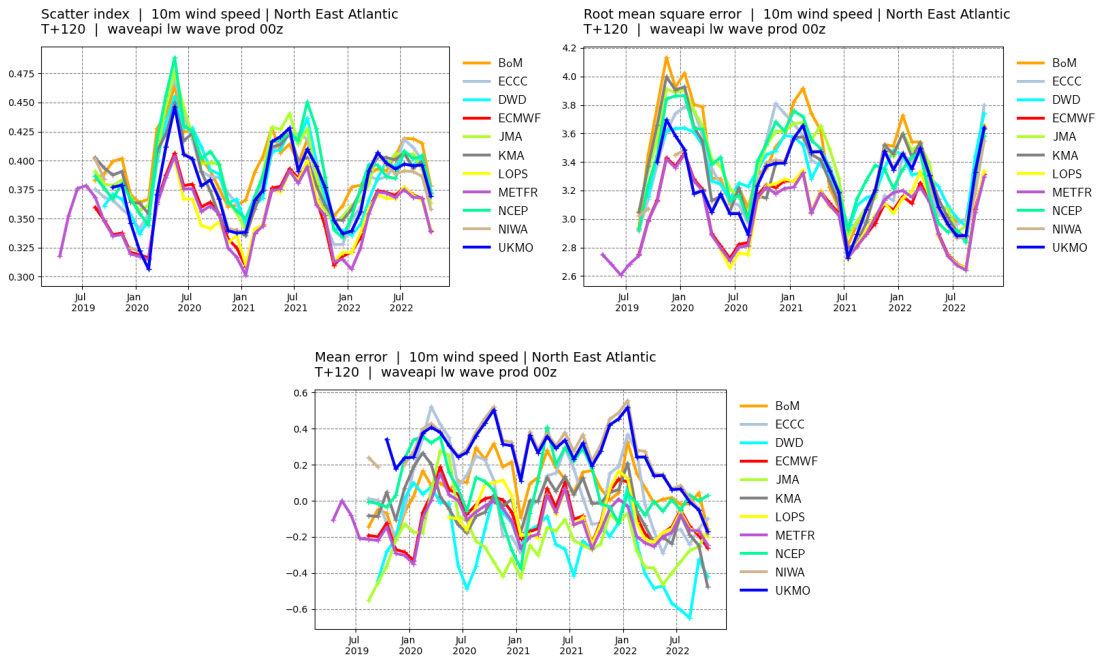 Scatter index | 10m wind speed | North East Atlantic
T+120 | waveapi lw wave prod 00z
0.475
0.450
0.425
0.400
0.375
0.350
0.325
0.300
Jul
2019
Jan
2020
Jul
2020
Jan
2021
Jul
2021
Jan
2022
Jul
2022
BoM
ECCC
DWD
ECMWF
JMA
KMA
LOPS
METFR
NCEP
NIWA
UKMO
Root mean square error | 10m wind speed | North East Atlantic
T+120 | waveapi lw wave prod 00z
4.2
4.0
3.8
3.6
3.4
3.2
3.0
2.8
2.6
Jul
2019
Jan
2020
Jul
2020
Jan
2021
Jul
2021
Jan
2022
Jul
2022
BoM
ECCC
DWD
ECMWF
JMA
KMA
LOPS
METFR
NCEP
NIWA
UKMO
Mean error | 10m wind speed | North East Atlantic
T+120 | waveapi lw wave prod 00z
0.6
0.4
0.2
0.0
−0.2
−0.4
−0.6
Jul
2019
Jan
2020
Jul
2020
Jan
2021
Jul
2021
Jan
2022
Jul
2022
BoM
ECCC
DWD
ECMWF
JMA
KMA
LOPS
METFR
NCEP
NIWA
UKMO